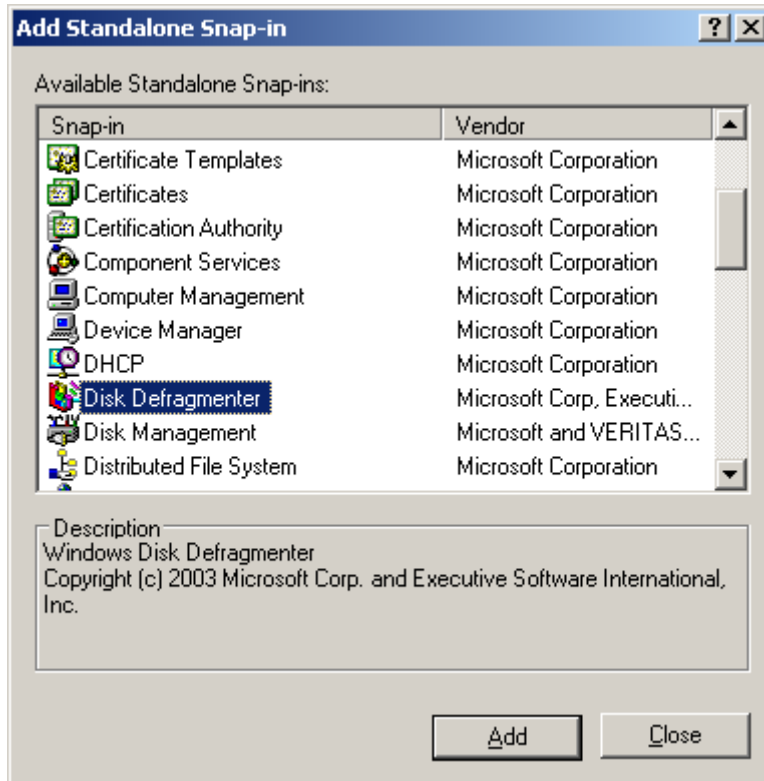 Add Standalone Snap-in
Available Standalone Snap-ins:
Snap-in Vendor
Certificate Templates Microsoft Corporation
Certificates Microsoft Corporation
Certification Authority Microsoft Corporation
Component Services Microsoft Corporation
Computer Management Microsoft Corporation
Device Manager Microsoft Corporation
DHCP Microsoft Corporation
Disk Defragmenter Microsoft Corp, Executi...
Disk Management Microsoft and VERITAS...
Distributed File System Microsoft Corporation
Description
Windows Disk Defragmenter
Copyright (c) 2003 Microsoft Corp. and Executive Software International,
Inc.
Add Close